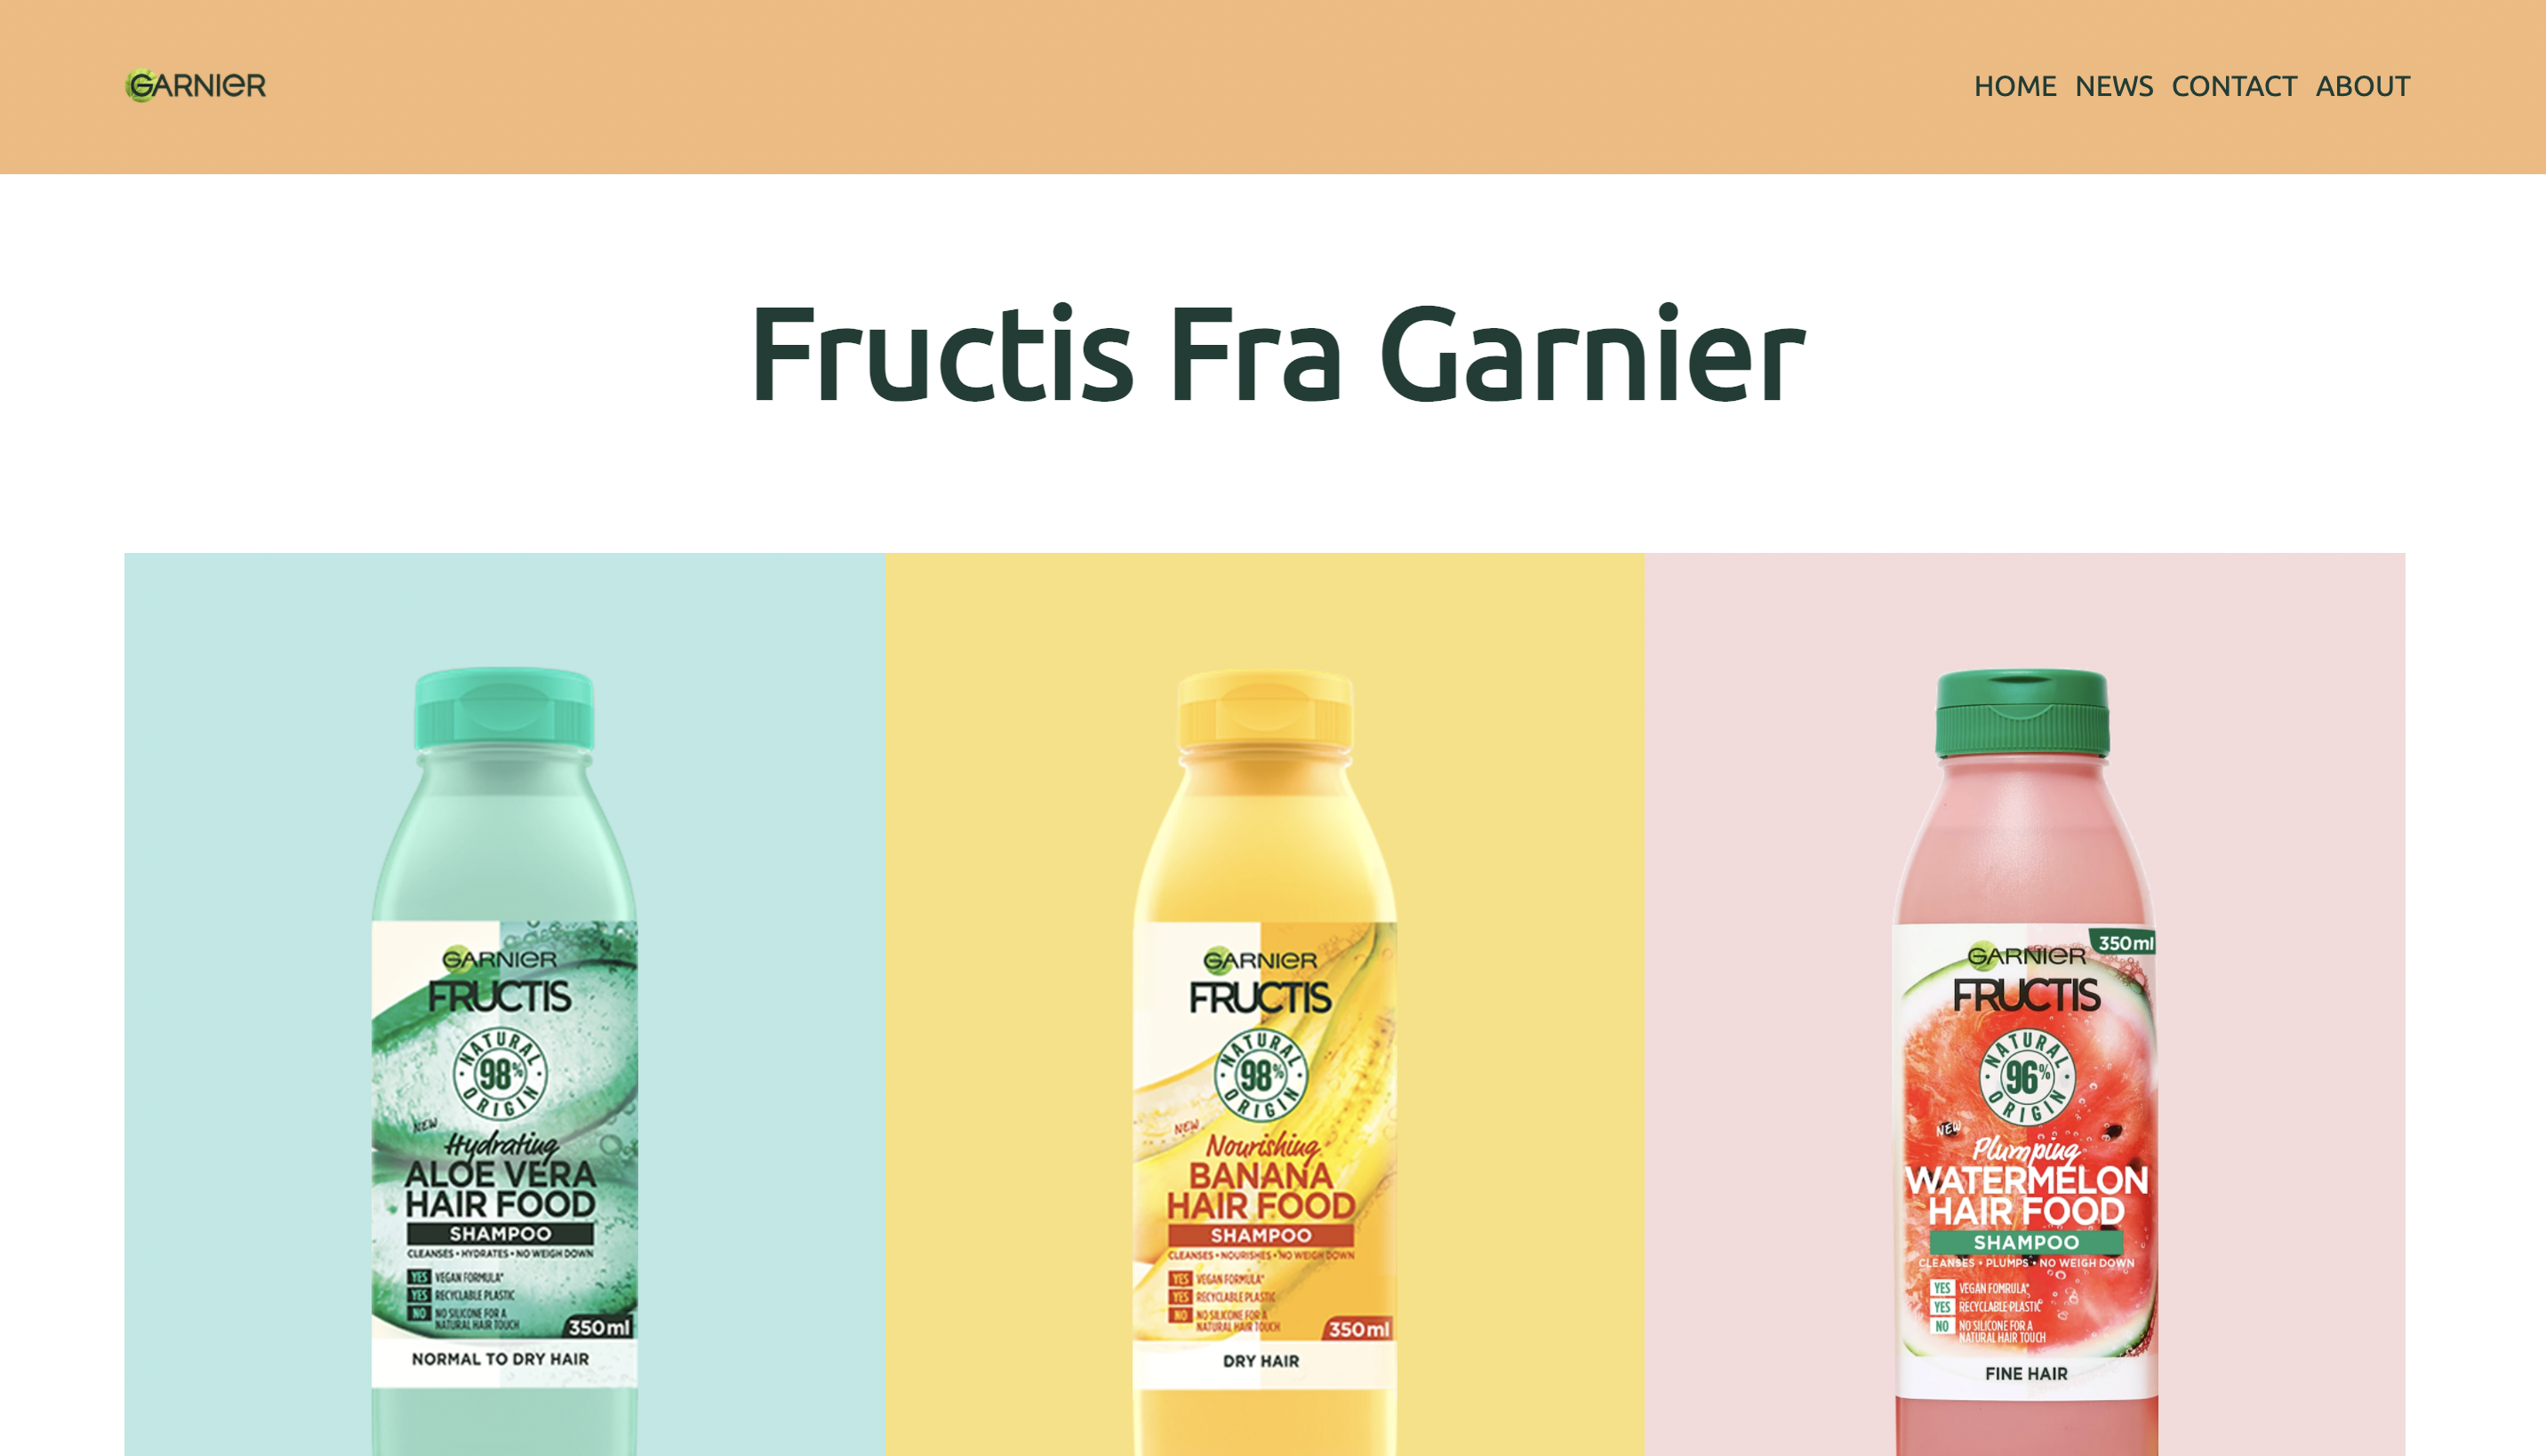 GARNIER
HOME NEWS CONTACT ABOUT
Fructis Fra Garnier
GARNIER
FRUCTIS
NATURAL
98%
ORIGIN
NEW
Hydrating
ALOE VERA
HAIR FOOD
SHAMPOO
CLEANSES • HYDRATES • NO WEIGH DOWN
YES VEGAN FORMULA*
YES RECYCLABLE PLASTIC
NO NO SILICONE FOR A
NATURAL HAIR TOUCH
350ml
NORMAL TO DRY HAIR
GARNIER
FRUCTIS
NATURAL
98%
ORIGIN
NEW
Nourishing
BANANA
HAIR FOOD
SHAMPOO
CLEANSES • NOURISHES • NO WEIGH DOWN
YES VEGAN FORMULA*
YES RECYCLABLE PLASTIC
NO NO SILICONE FOR A
NATURAL HAIR TOUCH
350ml
DRY HAIR
350ml
GARNIER
FRUCTIS
NATURAL
96%
ORIGIN
NEW
Plumping
WATERMELON
HAIR FOOD
SHAMPOO
CLEANSES • PLUMPS • NO WEIGH DOWN
YES VEGAN FOMRULA*
YES RECYCLABLE PLASTIC
NO NO SILICONE FOR A
NATURAL HAIR TOUCH
FINE HAIR